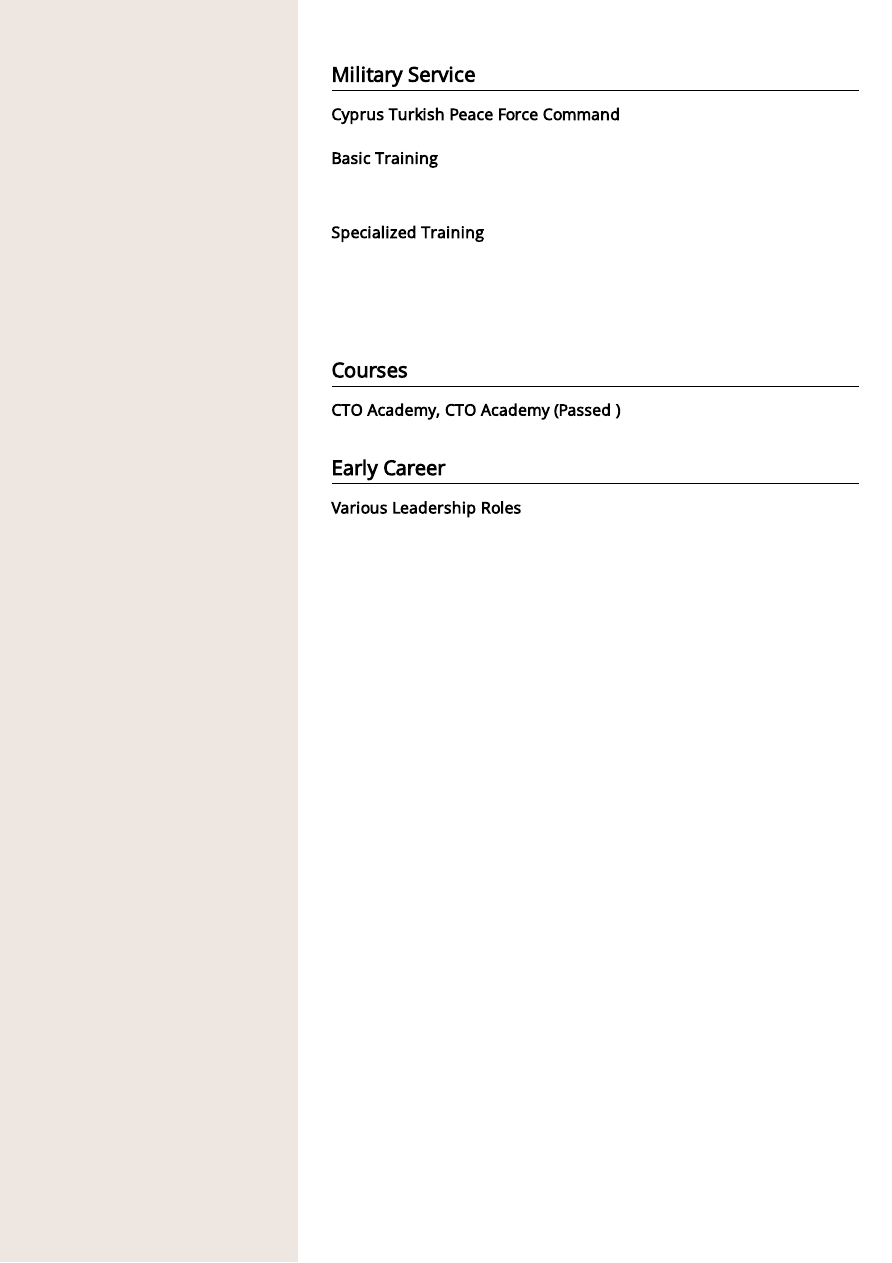 Military Service
Cyprus Turkish Peace Force Command
Basic Training
Specialized Training
Courses
CTO Academy, CTO Academy (Passed )
Early Career
Various Leadership Roles